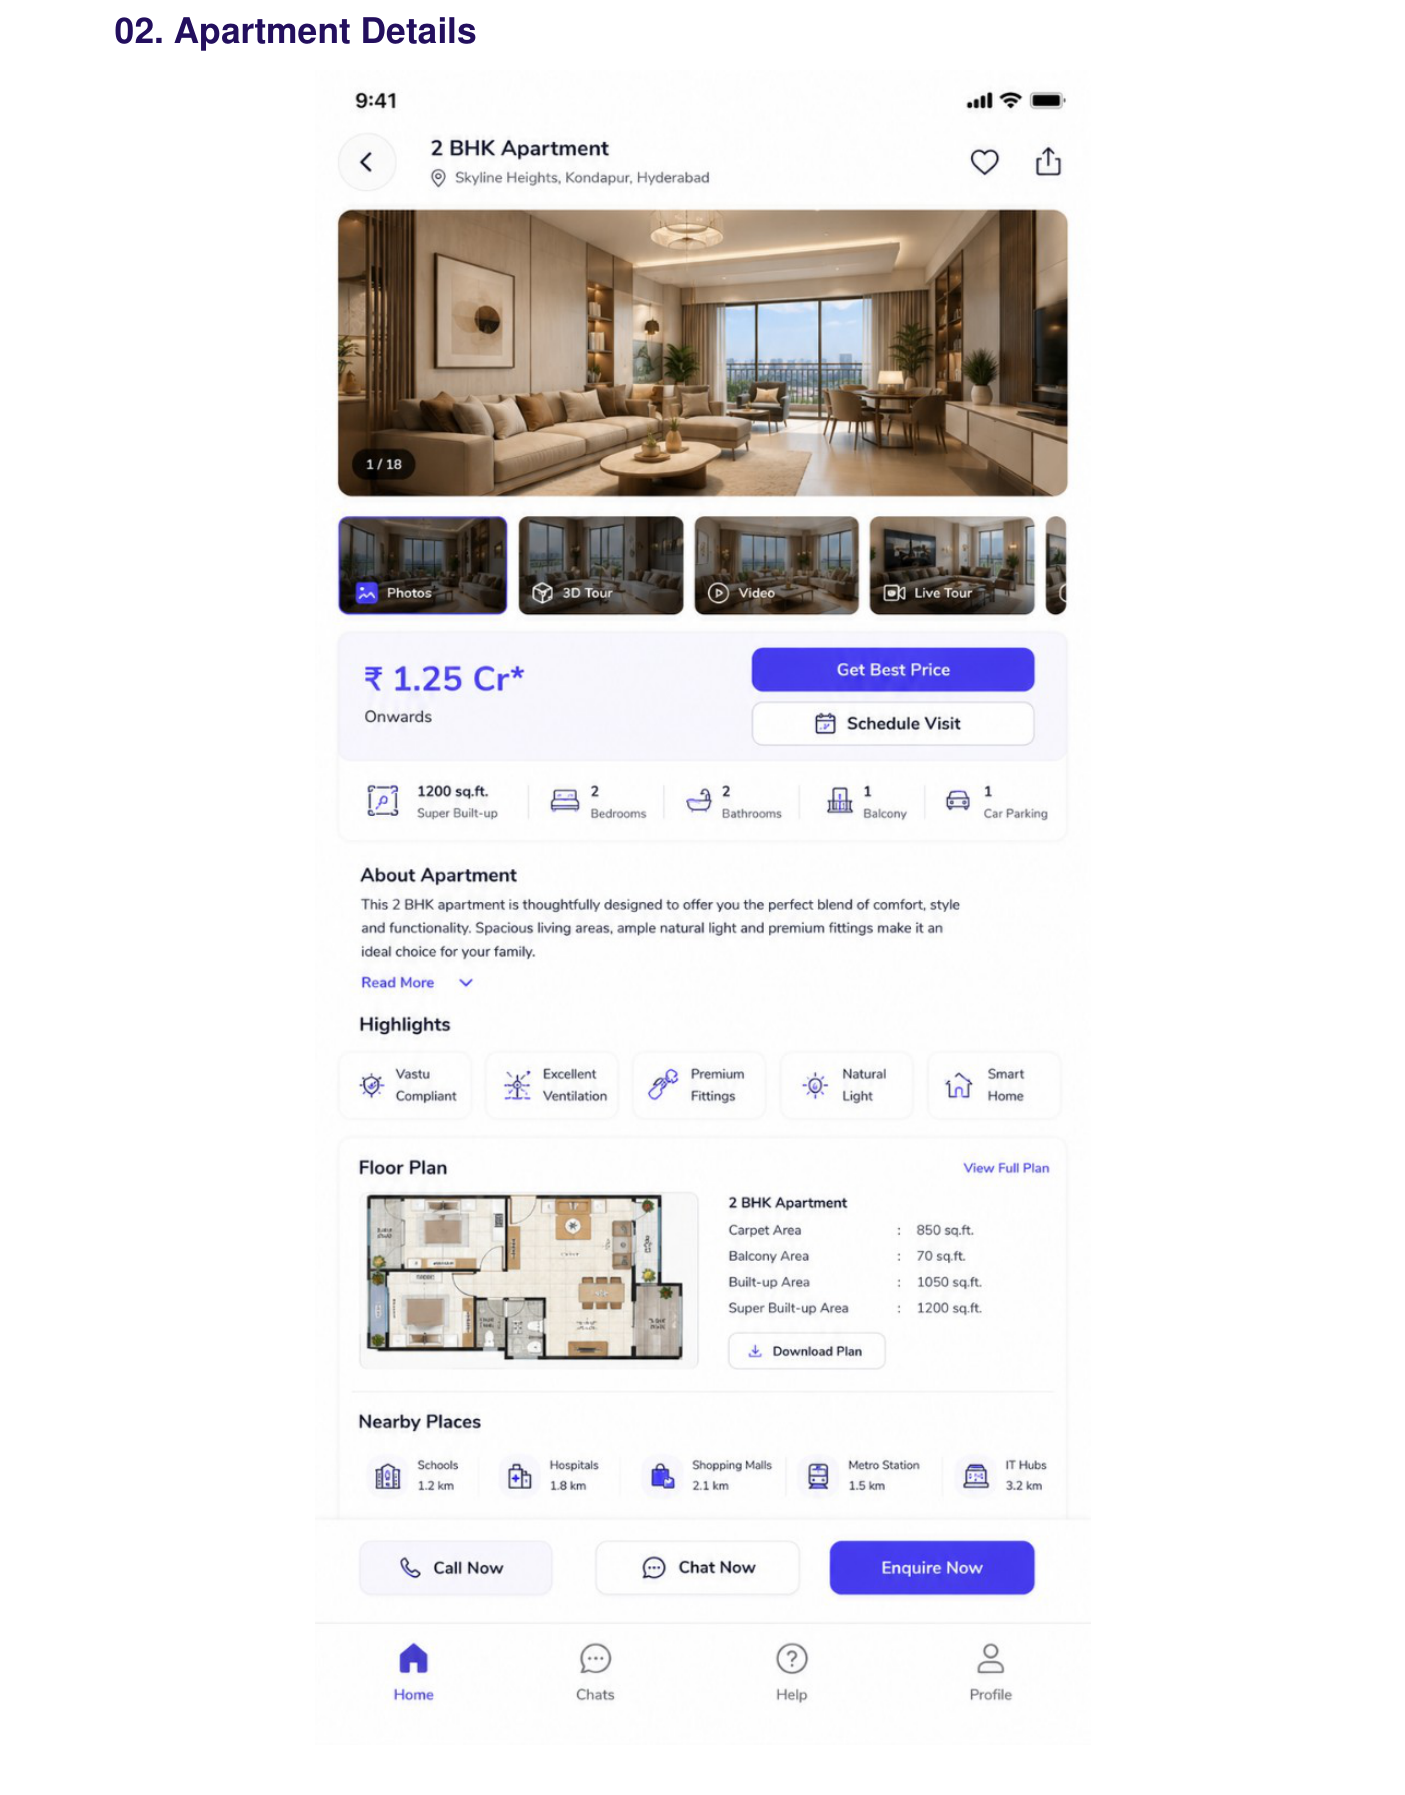 02. Apartment Details
9:41
2 BHK Apartment
Skyline Heights, Kondapur, Hyderabad
1 / 18
Photos
3D Tour
Video
Live Tour
₹ 1.25 Cr*
Onwards
Get Best Price
Schedule Visit
1200 sq.ft.
Super Built-up
2
Bedrooms
2
Bathrooms
1
Balcony
1
Car Parking
About Apartment
This 2 BHK apartment is thoughtfully designed to offer you the perfect blend of comfort, style
and functionality. Spacious living areas, ample natural light and premium fittings make it an
ideal choice for your family.
Read More
Highlights
Vastu
Compliant
Excellent
Ventilation
Premium
Fittings
Natural
Light
Smart
Home
Floor Plan
View Full Plan
2 BHK Apartment
Carpet Area : 850 sq.ft.
Balcony Area : 70 sq.ft.
Built-up Area : 1050 sq.ft.
Super Built-up Area : 1200 sq.ft.
Download Plan
Nearby Places
Schools
1.2 km
Hospitals
1.8 km
Shopping Malls
2.1 km
Metro Station
1.5 km
IT Hubs
3.2 km
Call Now
Chat Now
Enquire Now
Home
Chats
Help
Profile